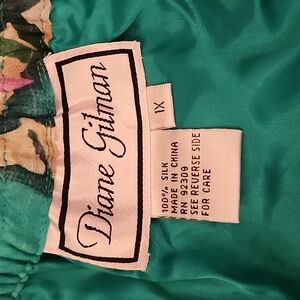 Diane Gilman
1X
100% SILK
MADE IN CHINA
RN 92309
SEE REVERSE SIDE
FOR CARE